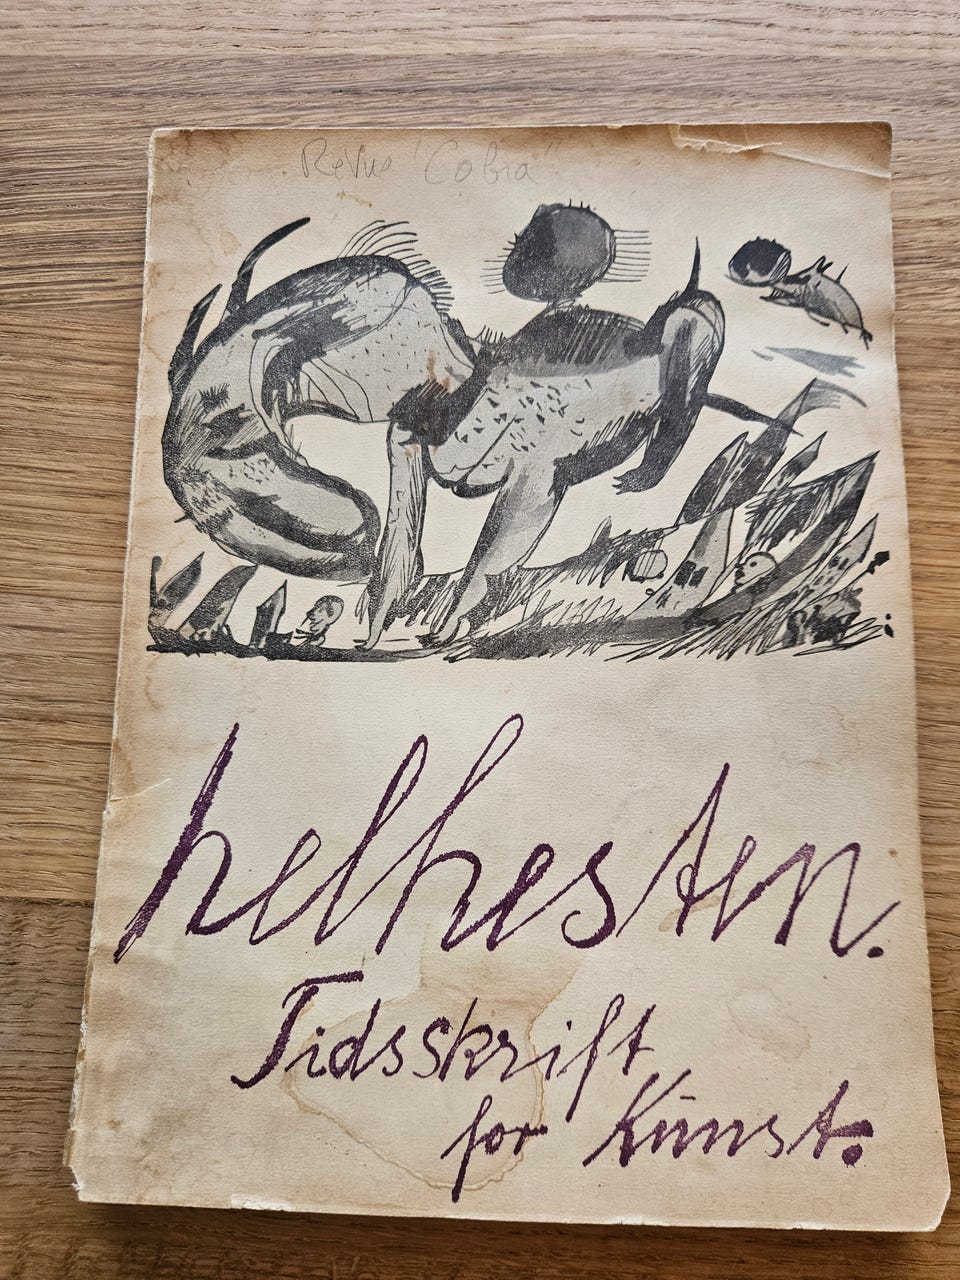 Revue "Cobra"
helhesten.
Tidsskrift
for Kunst.